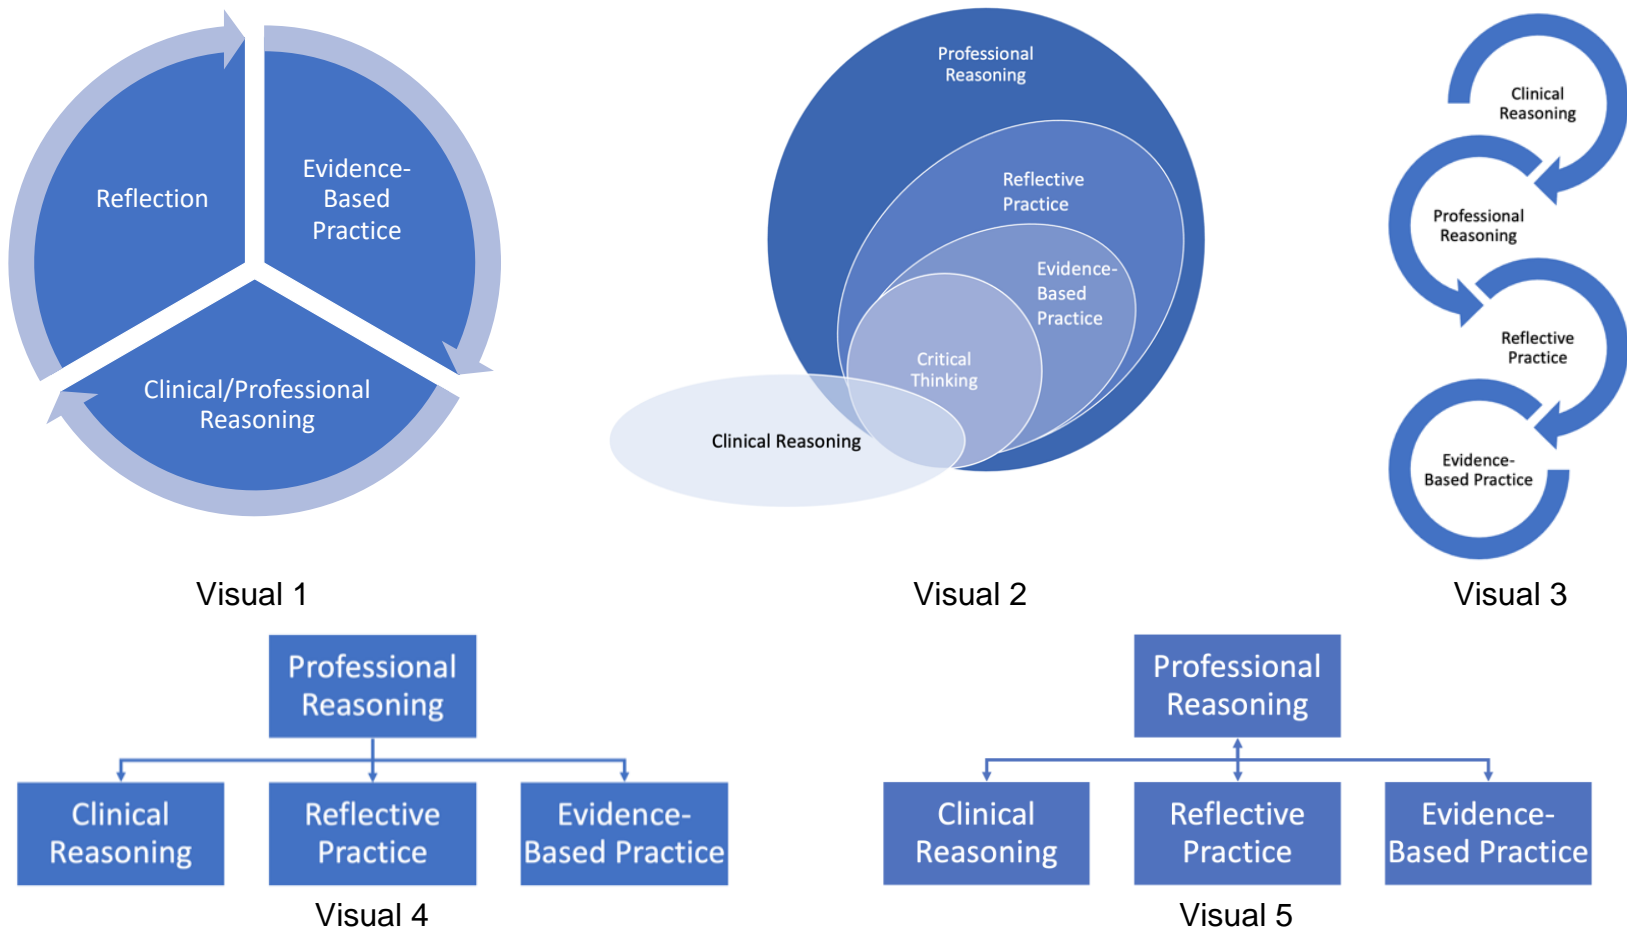 Reflection
Evidence-
Based
Practice
Clinical/Professional
Reasoning
Visual 1
Professional
Reasoning
Reflective
Practice
Evidence-
Based
Practice
Critical
Thinking
Clinical Reasoning
Visual 2
Clinical
Reasoning
Professional
Reasoning
Reflective
Practice
Evidence-
Based Practice
Visual 3
Professional
Reasoning
Clinical
Reasoning
Reflective
Practice
Evidence-
Based Practice
Visual 4
Professional
Reasoning
Clinical
Reasoning
Reflective
Practice
Evidence-
Based Practice
Visual 5